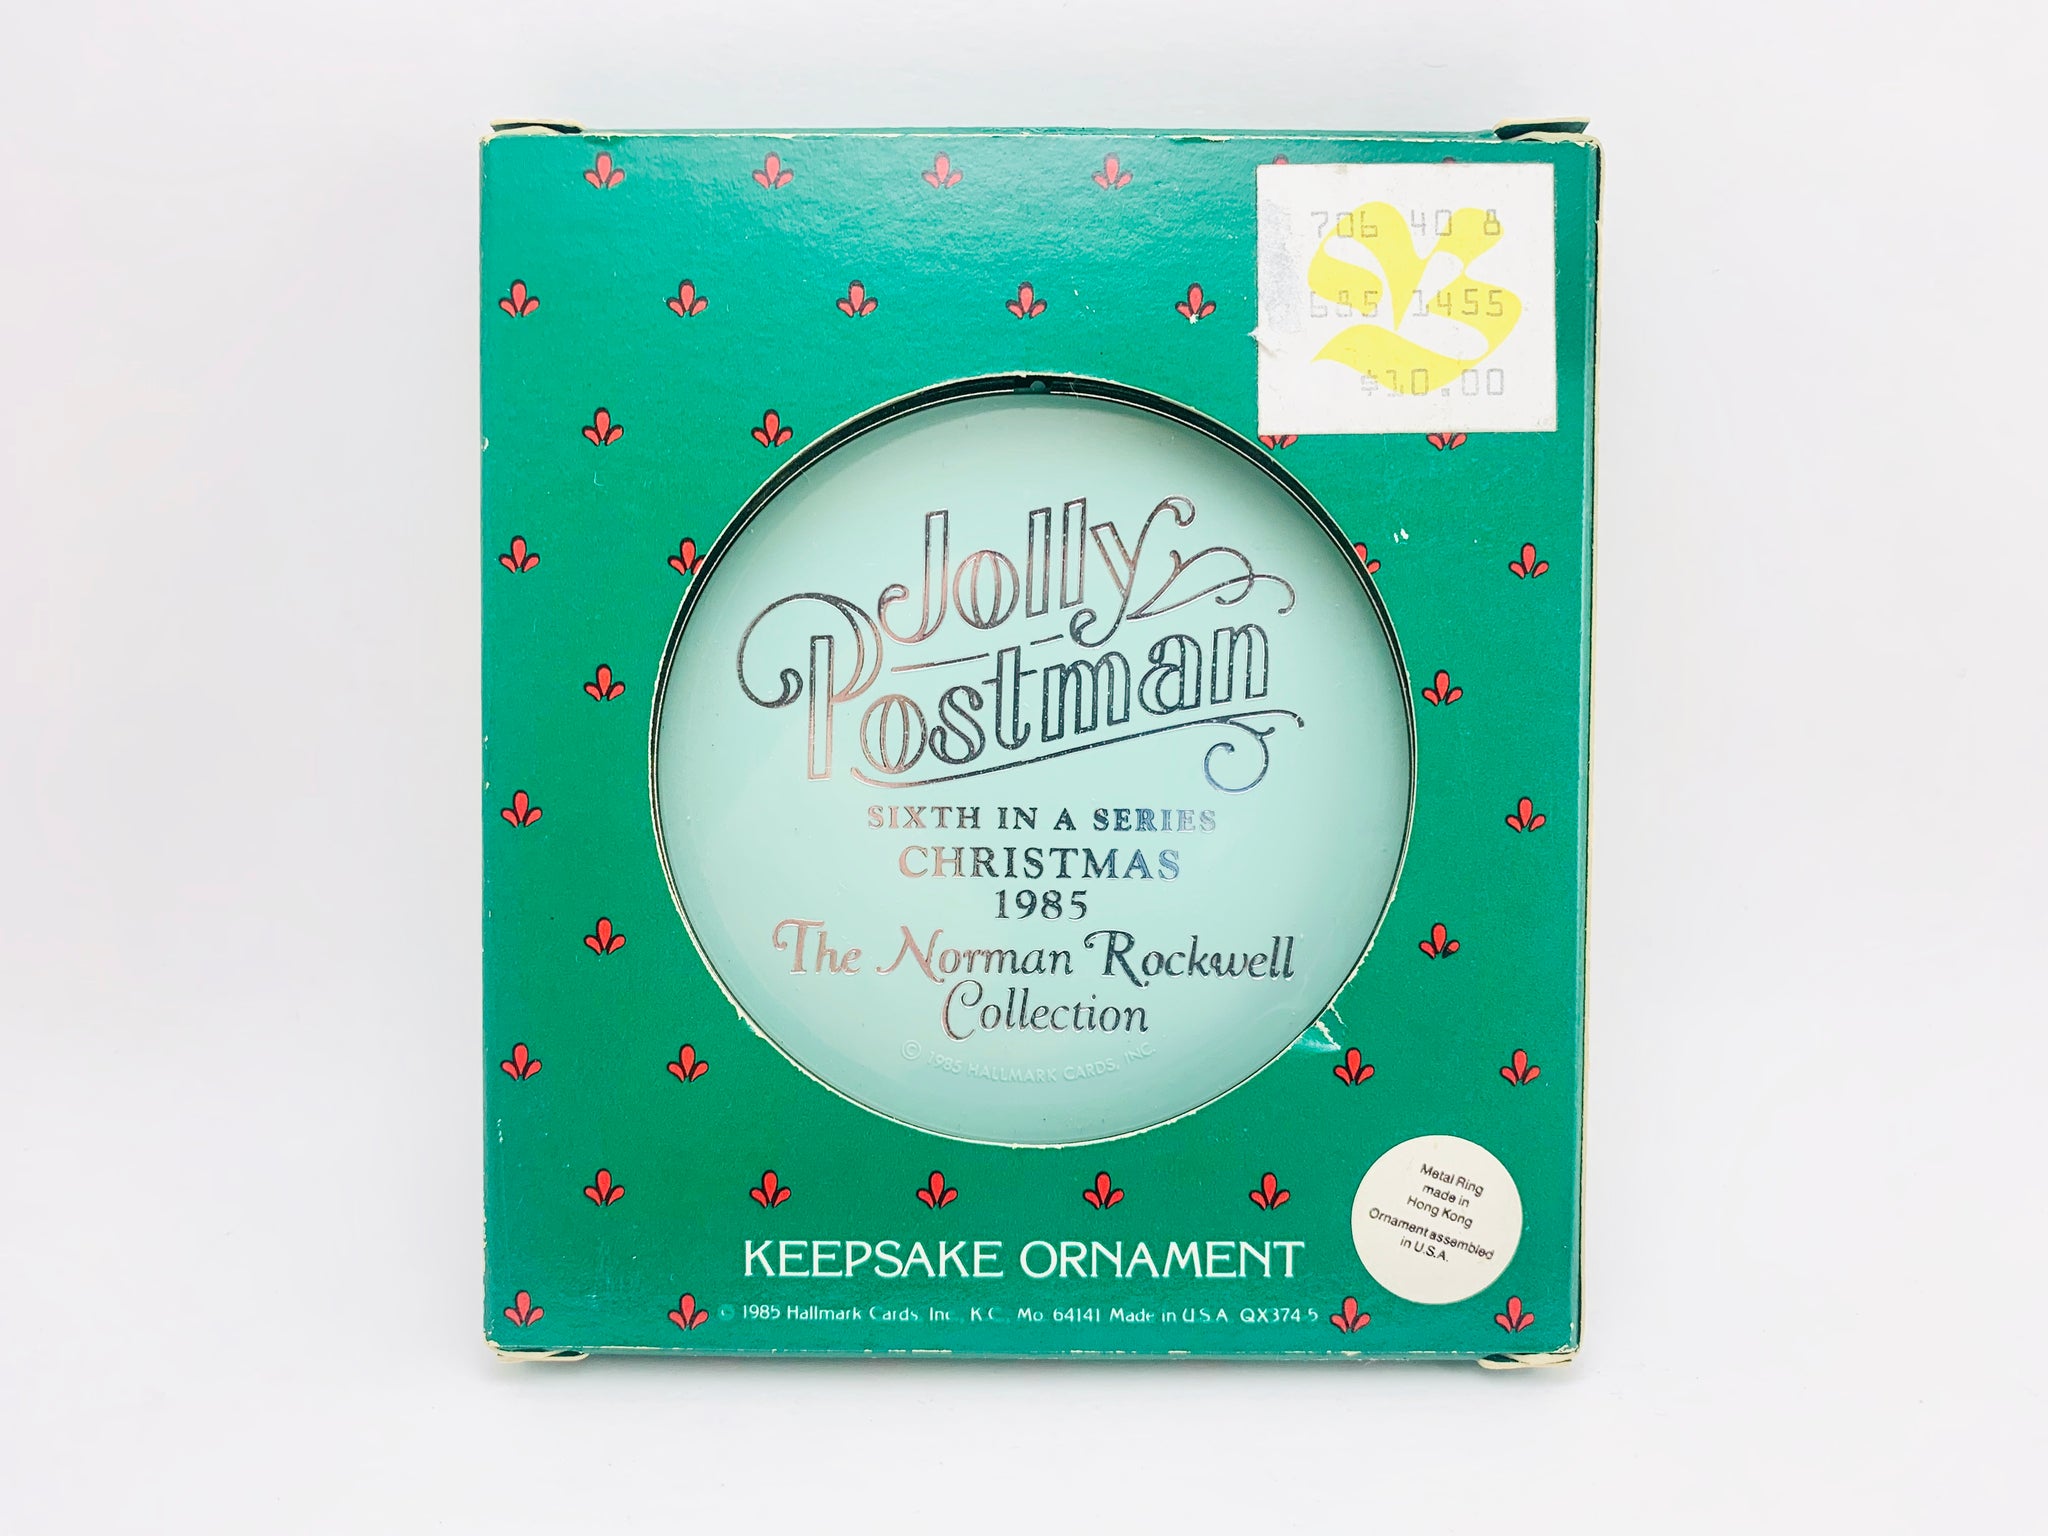 706 40 8
685 1455
$10.00
Jolly
Postman
SIXTH IN A SERIES
CHRISTMAS
1985
The Norman Rockwell
Collection
© 1985 HALLMARK CARDS, INC.
Metal Ring
made in
Hong Kong
Ornament assembled
in U.S.A.
KEEPSAKE ORNAMENT
© 1985 Hallmark Cards, Inc., K.C., Mo. 64141 Made in U.S.A. QX374-5